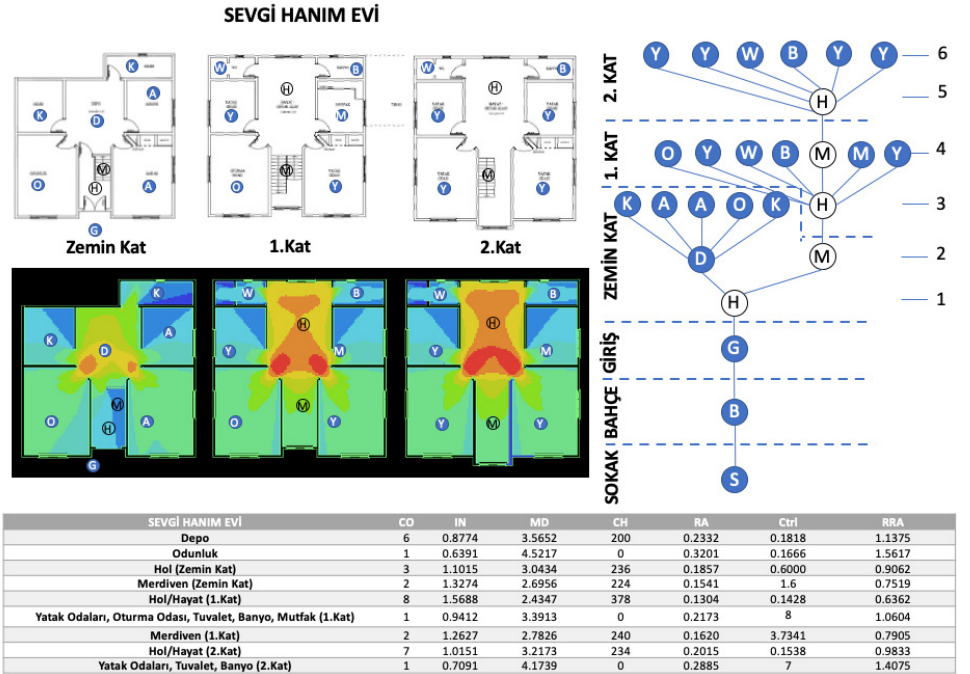 SEVGİ HANIM EVİ
W B W B
K
A
H H
K D Y M Y Y
M M M
O H A O Y Y Y
G
Zemin Kat 1.Kat 2.Kat
K W B W B
H H
K D A Y M Y M
M M M
O H A O Y Y Y
G
2. KAT
Y Y W B Y Y 6
H 5
1. KAT
O Y W B M M Y 4
ZEMİN KAT
K A A O K H 3
D M 2
H 1
GİRİŞ
G
BAHÇE
B
SOKAK
S
SEVGİ HANIM EVİ CO IN MD CH RA Ctrl RRA
Depo 6 0.8774 3.5652 200 0.2332 0.1818 1.1375
Odunluk 1 0.6391 4.5217 0 0.3201 0.1666 1.5617
Hol (Zemin Kat) 3 1.1015 3.0434 236 0.1857 0.6000 0.9062
Merdiven (Zemin Kat) 2 1.3274 2.6956 224 0.1541 1.6 0.7519
Hol/Hayat (1.Kat) 8 1.5688 2.4347 378 0.1304 0.1428 0.6362
Yatak Odaları, Oturma Odası, Tuvalet, Banyo, Mutfak (1.Kat) 1 0.9412 3.3913 0 0.2173 8 1.0604
Merdiven (1.Kat) 2 1.2627 2.7826 240 0.1620 3.7341 0.7905
Hol/Hayat (2.Kat) 7 1.0151 3.2173 234 0.2015 0.1538 0.9833
Yatak Odaları, Tuvalet, Banyo (2.Kat) 1 0.7091 4.1739 0 0.2885 7 1.4075